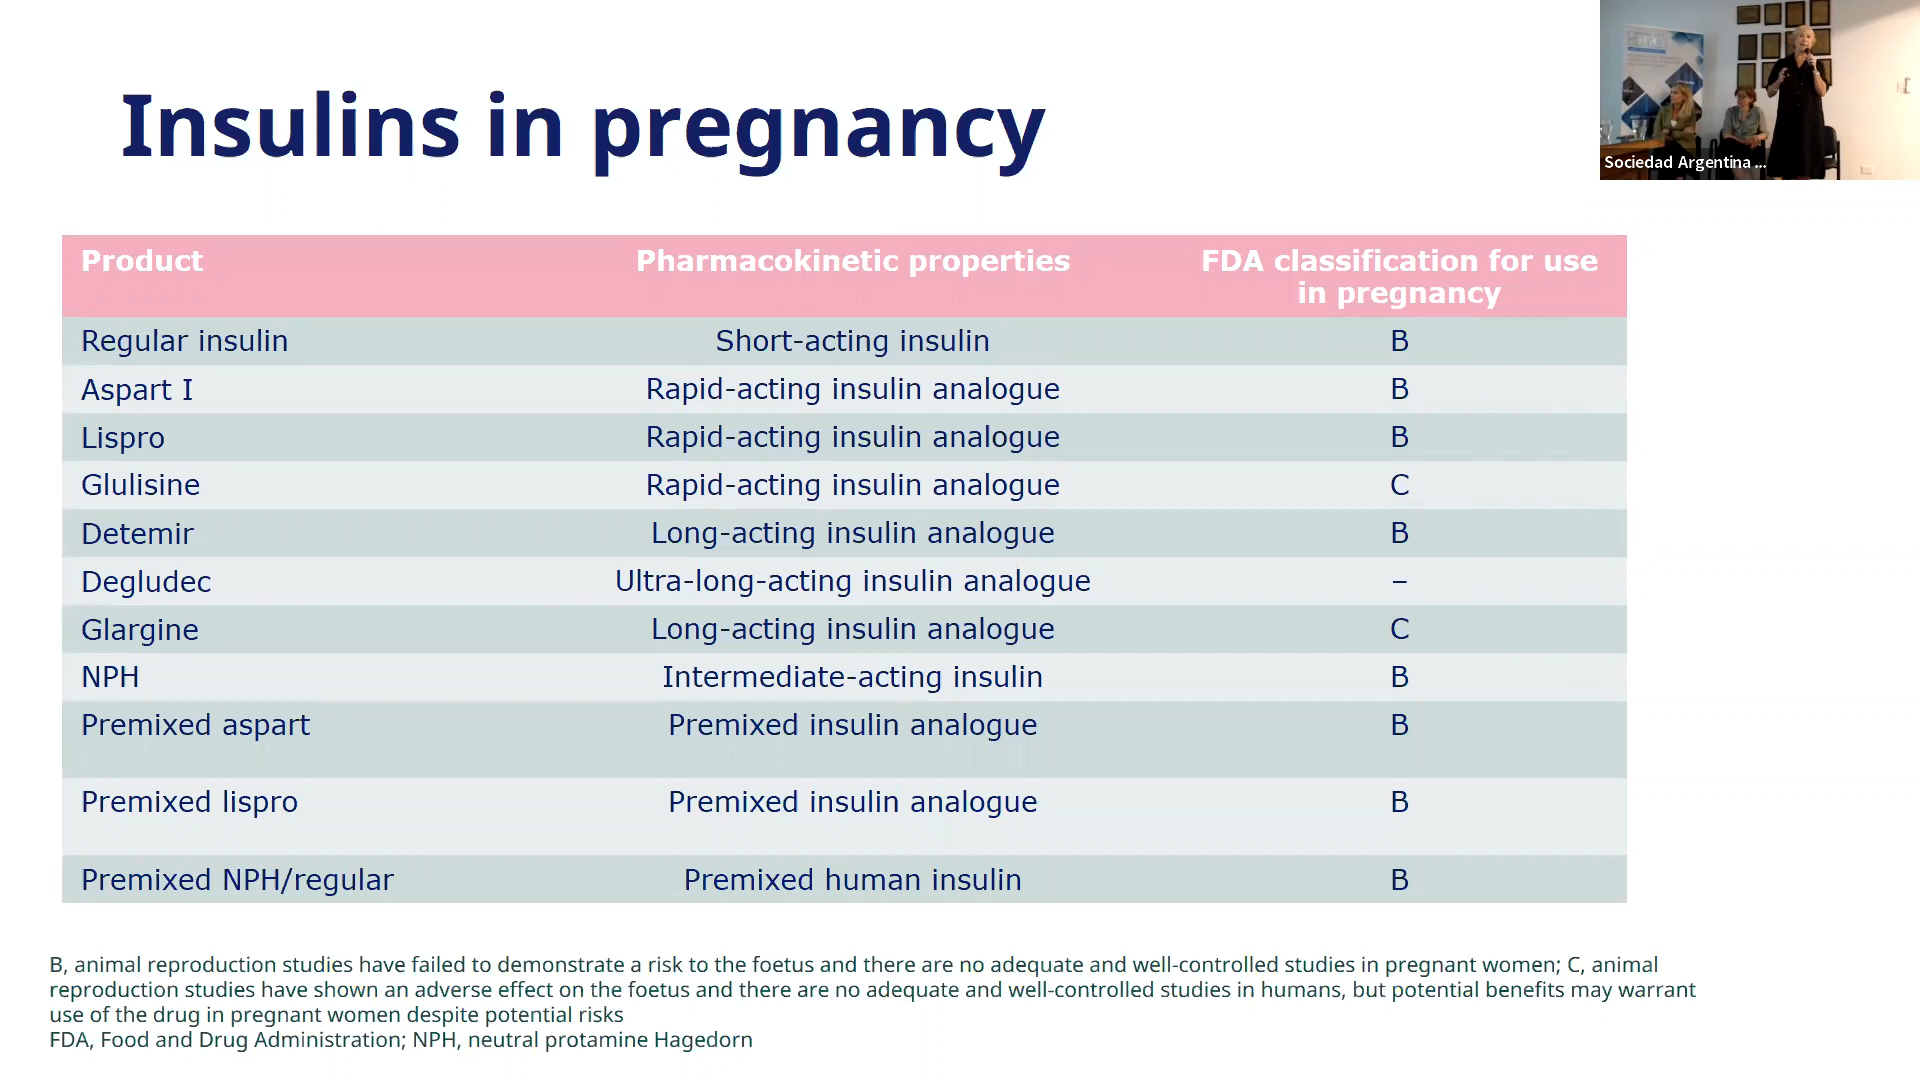 Insulins in pregnancy
Sociedad Argentina ...
Product Pharmacokinetic properties FDA classification for use
in pregnancy
Regular insulin Short-acting insulin B
Aspart I Rapid-acting insulin analogue B
Lispro Rapid-acting insulin analogue B
Glulisine Rapid-acting insulin analogue C
Detemir Long-acting insulin analogue B
Degludec Ultra-long-acting insulin analogue –
Glargine Long-acting insulin analogue C
NPH Intermediate-acting insulin B
Premixed aspart Premixed insulin analogue B
Premixed lispro Premixed insulin analogue B
Premixed NPH/regular Premixed human insulin B
B, animal reproduction studies have failed to demonstrate a risk to the foetus and there are no adequate and well-controlled studies in pregnant women; C, animal
reproduction studies have shown an adverse effect on the foetus and there are no adequate and well-controlled studies in humans, but potential benefits may warrant
use of the drug in pregnant women despite potential risks
FDA, Food and Drug Administration; NPH, neutral protamine Hagedorn